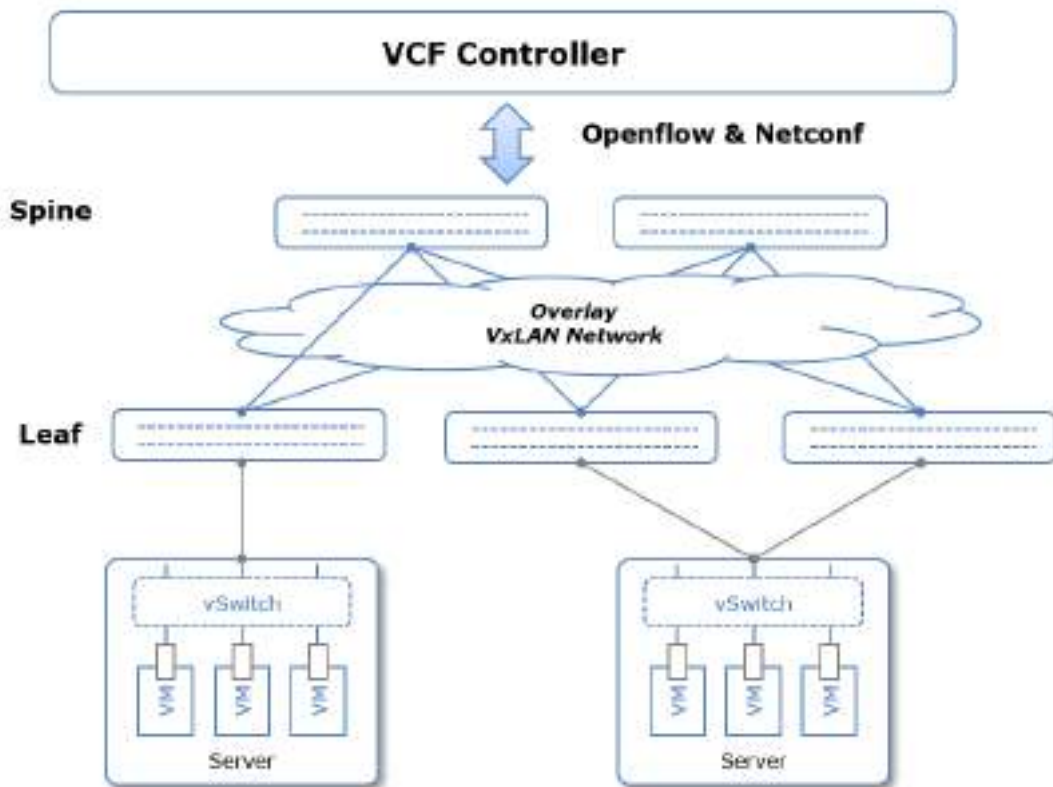 VCF Controller
Openflow & Netconf
Spine
Overlay
VxLAN Network
Leaf
vSwitch
vSwitch
VM
VM
VM
VM
VM
VM
Server
Server